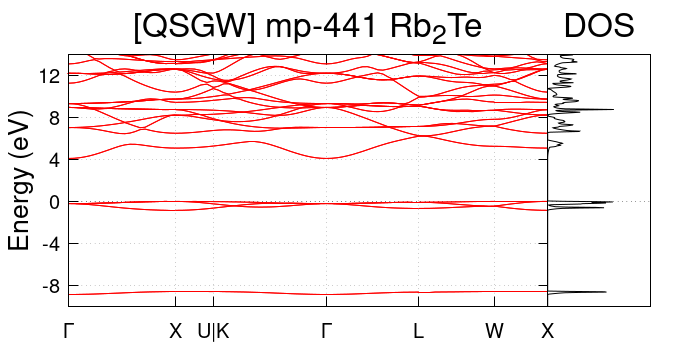 [QSGW] mp-441 Rb₂Te
DOS
Energy (eV)
12
8
4
0
-4
-8
Γ X U|K Γ L W X